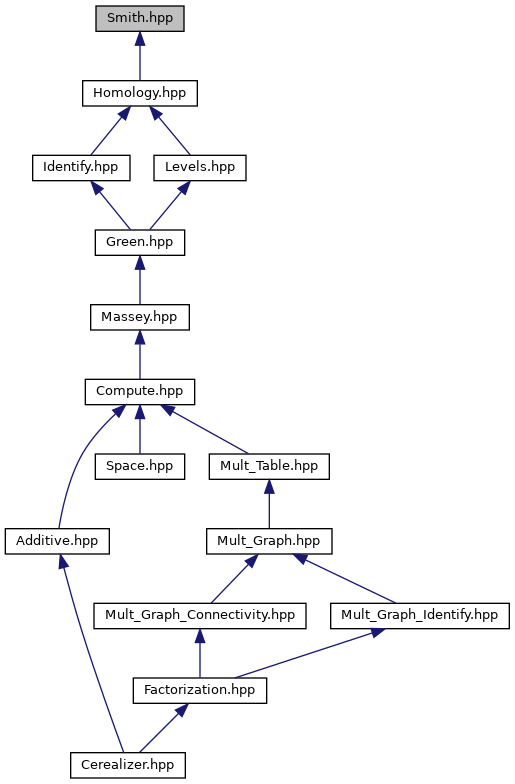 Smith.hpp
Homology.hpp
Identify.hpp
Levels.hpp
Green.hpp
Massey.hpp
Compute.hpp
Space.hpp
Mult_Table.hpp
Additive.hpp
Mult_Graph.hpp
Mult_Graph_Connectivity.hpp
Mult_Graph_Identify.hpp
Factorization.hpp
Cerealizer.hpp